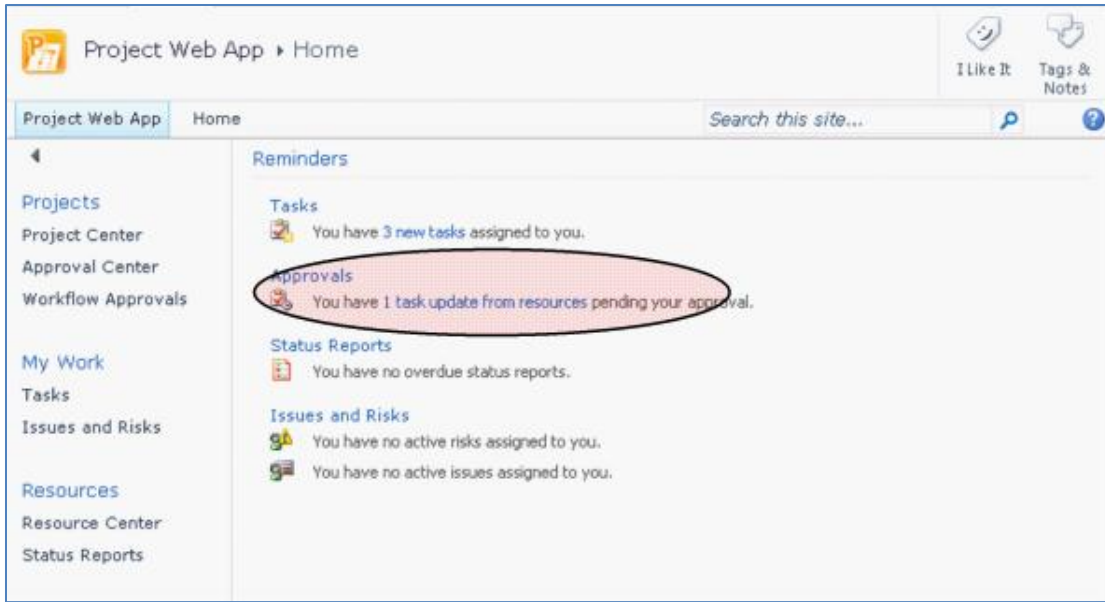 Project Web App ▸ Home
I Like It
Tags &
Notes
Project Web App Home
Search this site...
Reminders
Projects
Project Center
Approval Center
Workflow Approvals
My Work
Tasks
Issues and Risks
Resources
Resource Center
Status Reports
Tasks
You have 3 new tasks assigned to you.
Approvals
You have 1 task update from resources pending your approval.
Status Reports
You have no overdue status reports.
Issues and Risks
You have no active risks assigned to you.
You have no active issues assigned to you.